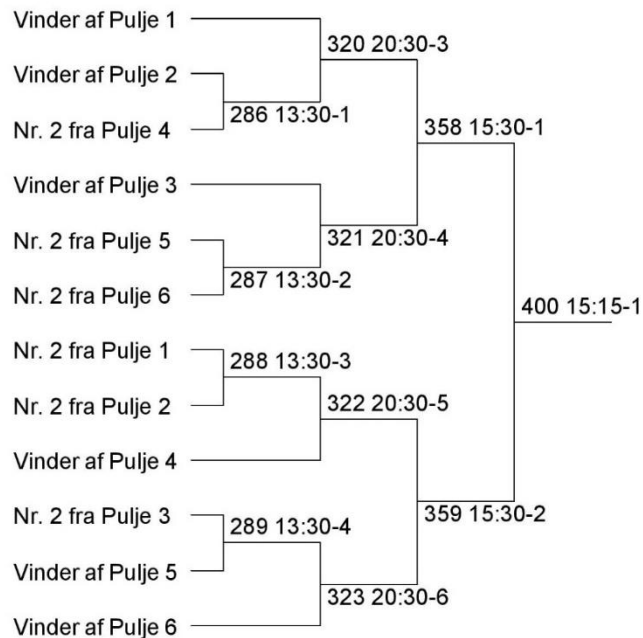 Vinder af Pulje 1
320 20:30-3
Vinder af Pulje 2
286 13:30-1
Nr. 2 fra Pulje 4
358 15:30-1
Vinder af Pulje 3
321 20:30-4
Nr. 2 fra Pulje 5
287 13:30-2
Nr. 2 fra Pulje 6
400 15:15-1
Nr. 2 fra Pulje 1
288 13:30-3
Nr. 2 fra Pulje 2
322 20:30-5
Vinder af Pulje 4
359 15:30-2
Nr. 2 fra Pulje 3
289 13:30-4
Vinder af Pulje 5
323 20:30-6
Vinder af Pulje 6